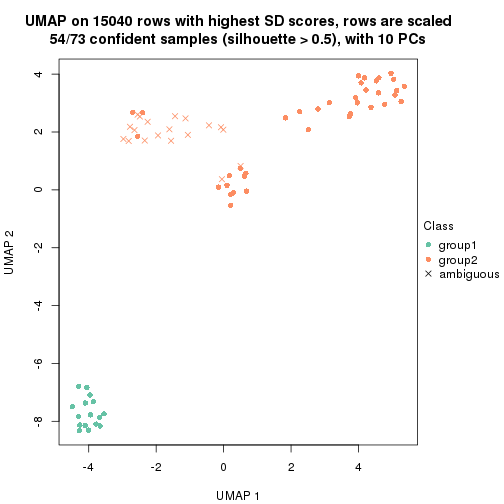 UMAP on 15040 rows with highest SD scores, rows are scaled
54/73 confident samples (silhouette > 0.5), with 10 PCs
4
2
0
-2
-4
-6
-8
UMAP 2
-4
-2
0
2
4
UMAP 1
Class
group1
group2
ambiguous